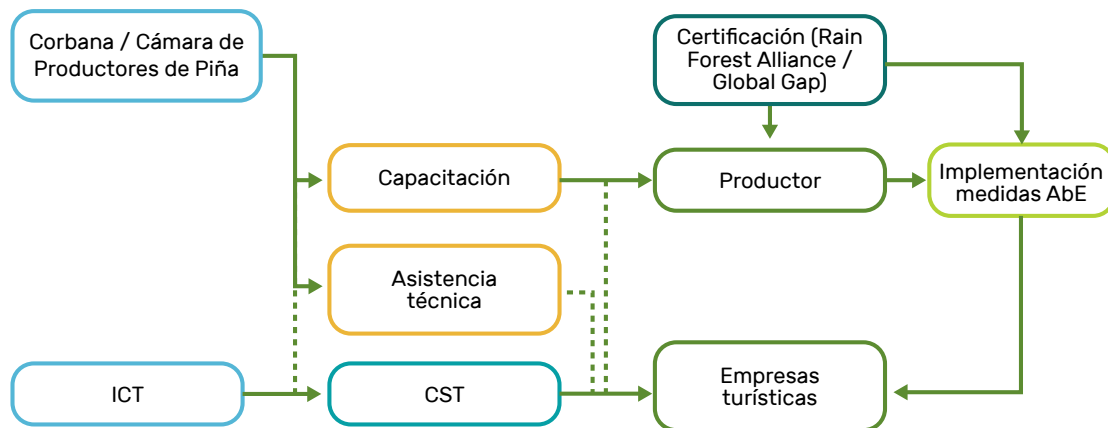 Corbana / Cámara de
Productores de Piña
Certificación (Rain
Forest Alliance /
Global Gap)
Capacitación
Productor
Implementación
medidas AbE
Asistencia
técnica
ICT
CST
Empresas
turísticas